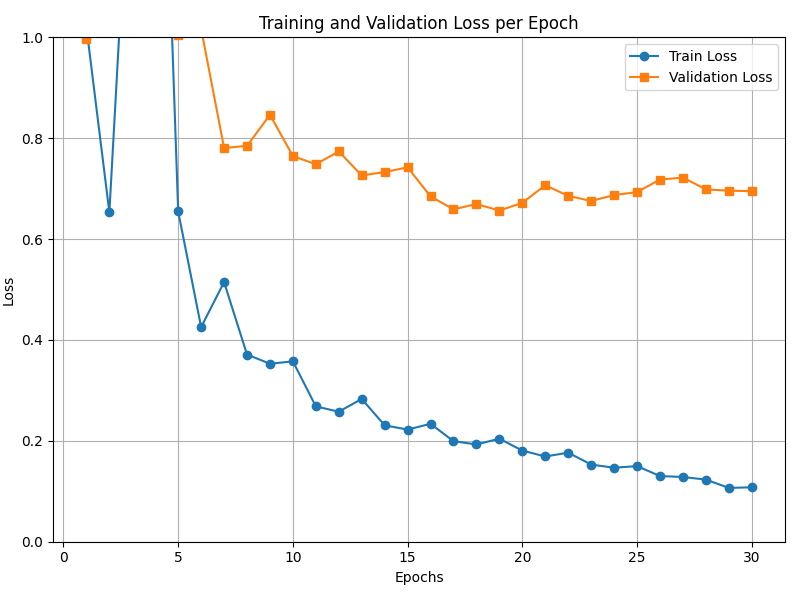 Training and Validation Loss per Epoch
Train Loss
Validation Loss
1.0
0.8
0.6
0.4
0.2
0.0
Loss
0 5 10 15 20 25 30
Epochs